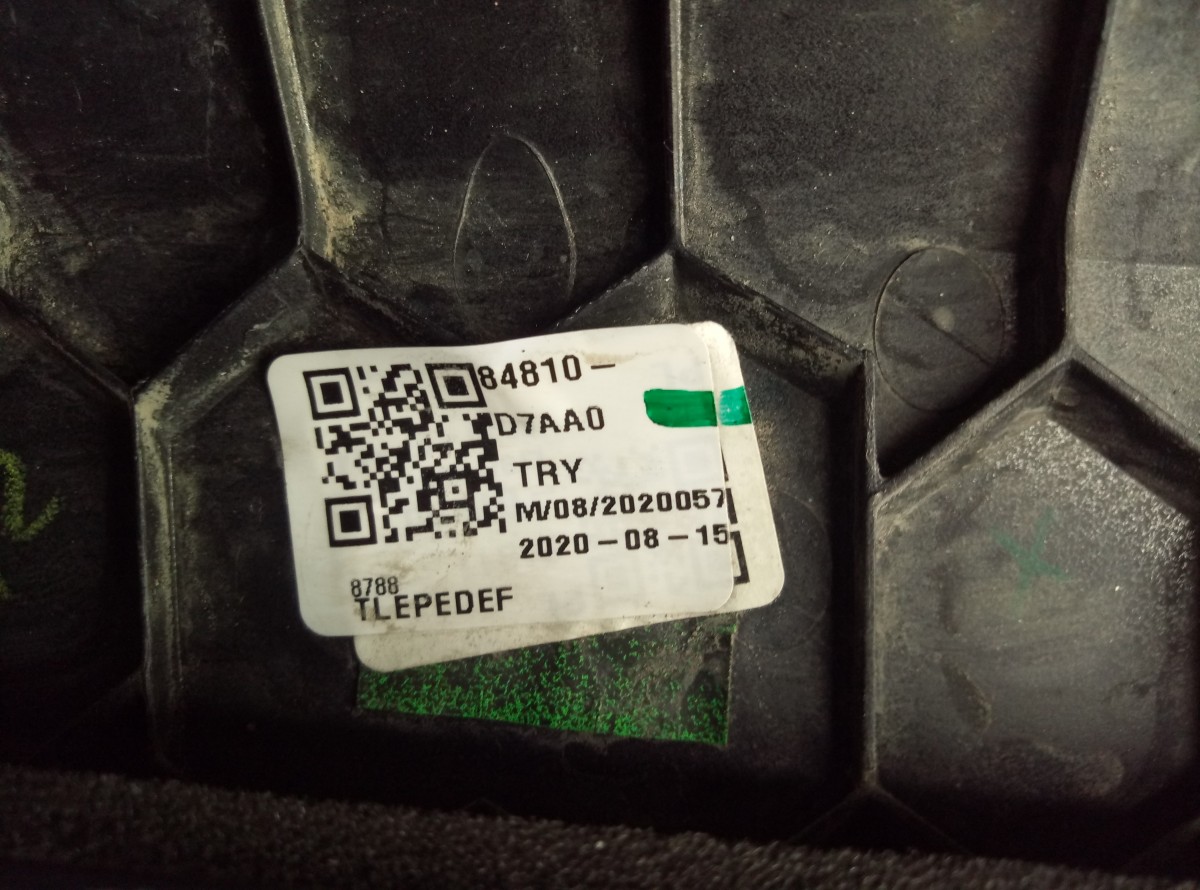 84810-
D7AA0
TRY
M/08/2020057
2020-08-15
8788
TLEPEDEF